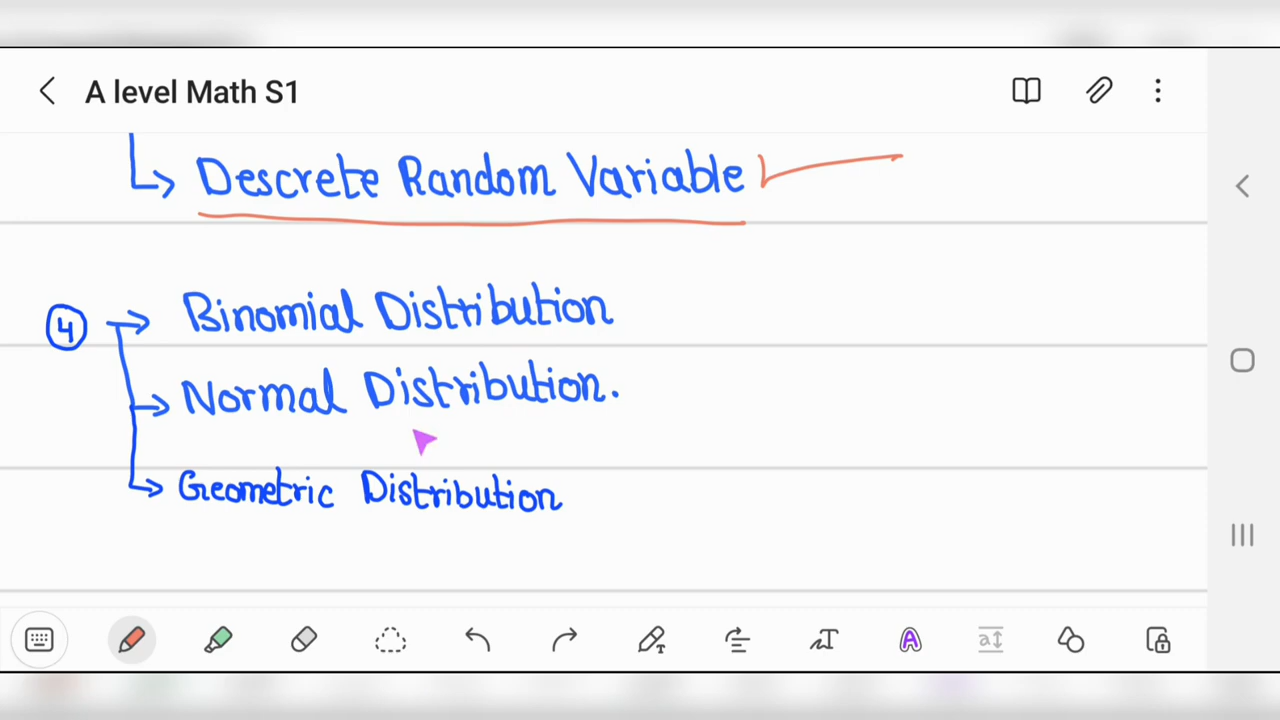 A level Math S1
Descrete Random Variable
4 Binomial Distribution
Normal Distribution.
Geometric Distribution